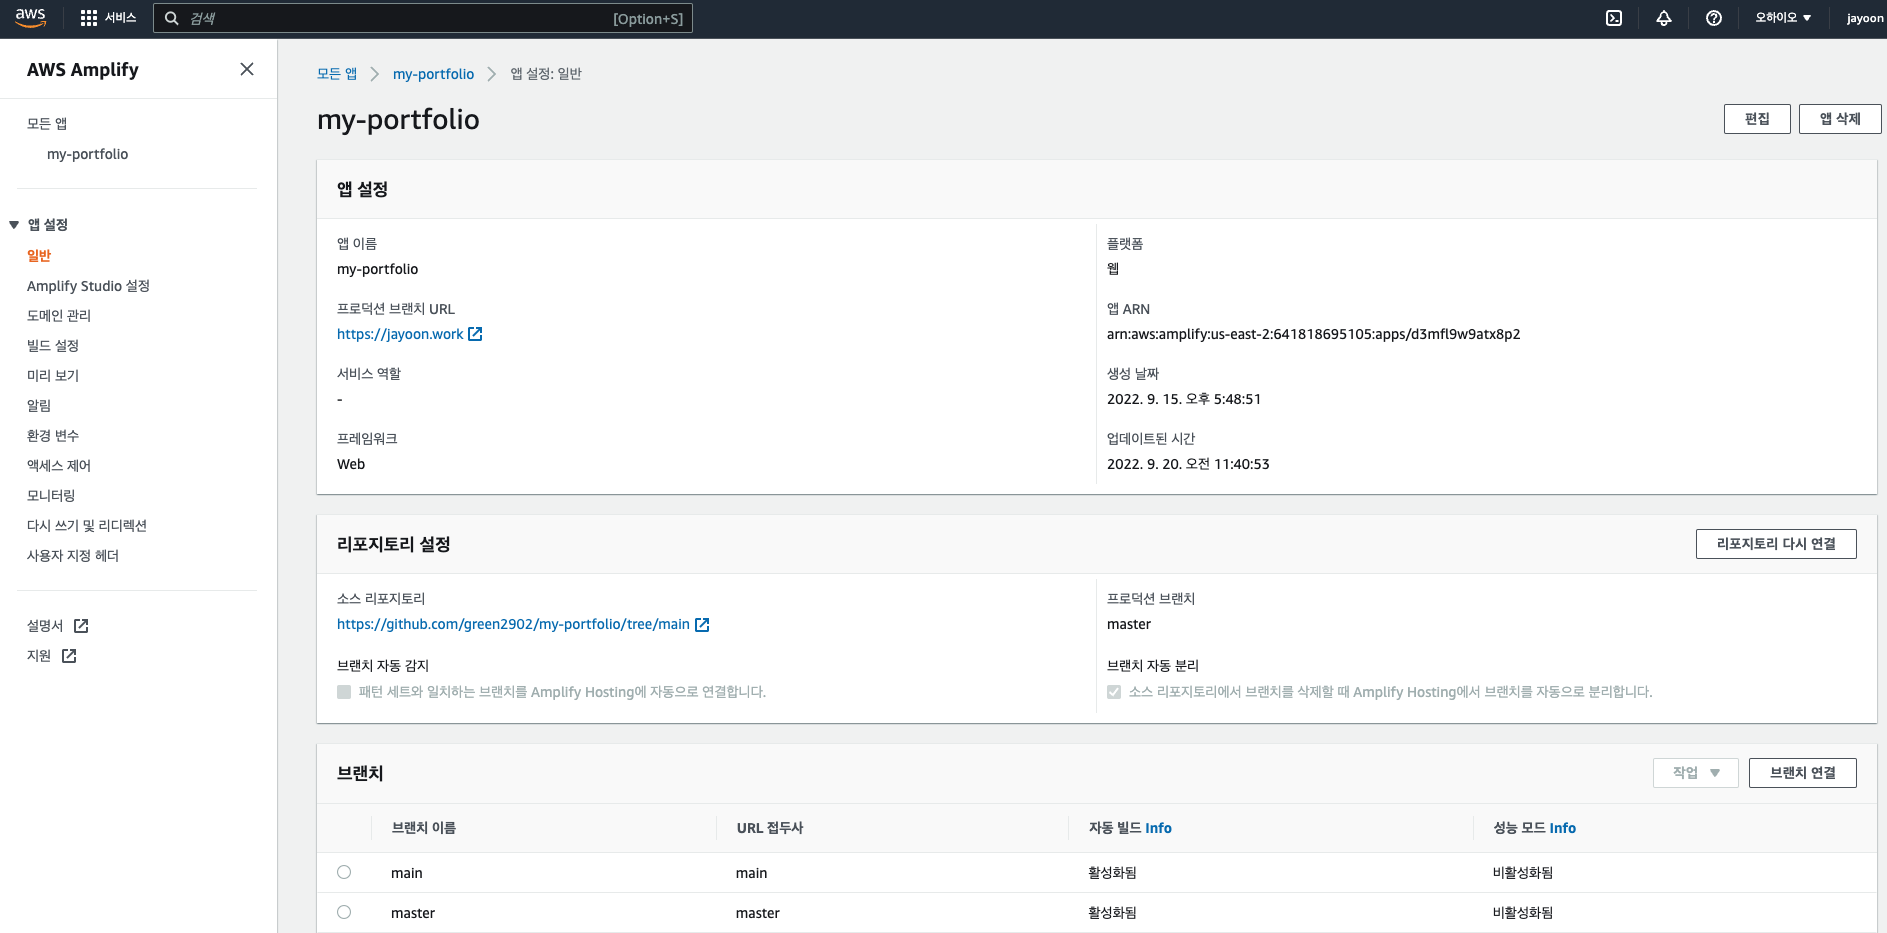 aws
서비스
검색
[Option+S]
오하이오
jayoon
AWS Amplify
모든 앱
my-portfolio
앱 설정
일반
Amplify Studio 설정
도메인 관리
빌드 설정
미리 보기
알림
환경 변수
액세스 제어
모니터링
다시 쓰기 및 리디렉션
사용자 지정 헤더
설명서
지원
모든 앱 my-portfolio 앱 설정: 일반
my-portfolio
편집
앱 삭제
앱 설정
앱 이름
my-portfolio
프로덕션 브랜치 URL
https://jayoon.work
서비스 역할
-
프레임워크
Web
플랫폼
웹
앱 ARN
arn:aws:amplify:us-east-2:641818695105:apps/d3mfl9w9atx8p2
생성 날짜
2022. 9. 15. 오후 5:48:51
업데이트된 시간
2022. 9. 20. 오전 11:40:53
리포지토리 설정
리포지토리 다시 연결
소스 리포지토리
https://github.com/green2902/my-portfolio/tree/main
브랜치 자동 감지
패턴 세트와 일치하는 브랜치를 Amplify Hosting에 자동으로 연결합니다.
프로덕션 브랜치
master
브랜치 자동 분리
소스 리포지토리에서 브랜치를 삭제할 때 Amplify Hosting에서 브랜치를 자동으로 분리합니다.
브랜치
작업
브랜치 연결
브랜치 이름 URL 접두사 자동 빌드 Info 성능 모드 Info
main main 활성화됨 비활성화됨
master master 활성화됨 비활성화됨